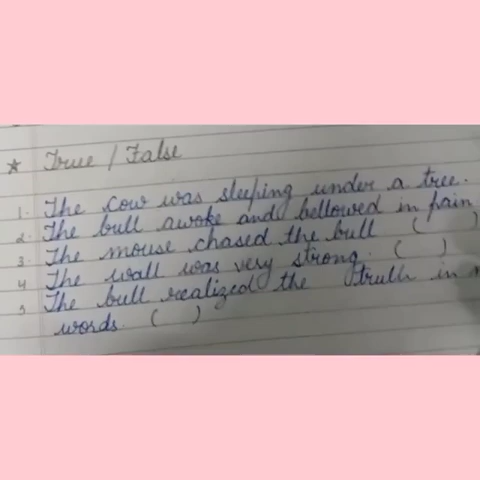 * True / False
1. The cow was sleeping under a tree.
2. The bull awoke and bellowed in pain
3. The mouse chased the bull ( )
4 The wall was very strong. ( )
5 The bull realized the truth in
words. ( )